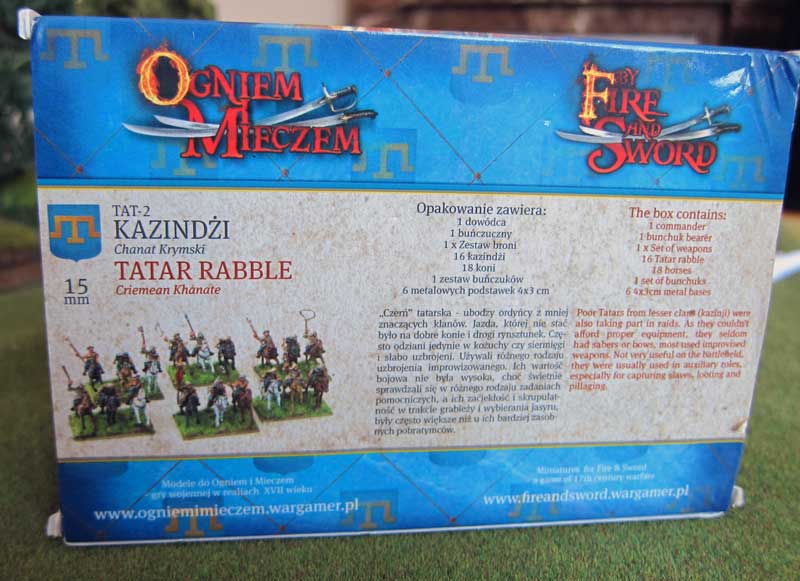 OGNIEM
MIECZEM
BY
FIRE
AND
SWORD
TAT-2
KAZINDŻI
Chanat Krymski
TATAR RABBLE
Criemean Khanate
15
mm
Opakowanie zawiera:
1 dowódca
1 buńczuczny
1 x Zestaw broni
16 kazindżi
18 koni
1 zestaw buńczuków
6 metalowych podstawek 4x3 cm
The box contains:
1 commander
1 bunchuk bearer
1 x Set of weapons
16 Tatar rabble
18 horses
1 set of bunchuks
6 4x3cm metal bases
„Czerń” tatarska - ubodzy ordyńcy z mniej
znaczących klanów. Jazda, której nie stać
było na dobre konie i drogi rynsztunek. Czę-
sto odziani jedynie w kożuchy czy siermięgi
i słabo uzbrojeni. Używali różnego rodzaju
uzbrojenia improwizowanego. Ich wartość
bojowa nie była wysoka, choć świetnie
sprawdzali się w różnego rodzaju zadaniach
pomocniczych, a ich zaciekłość i skrupulat-
ność w trakcie grabieży i wybierania jasyru,
były często większe niż u ich bardziej zasob-
nych pobratymców.
Poor Tatars from lesser clans (kazinji) were
also taking part in raids. As they couldn't
afford proper equipment, they seldom
had sabers or bows, most used improvised
weapons. Not very useful on the battlefield,
they were usually used in auxiliary roles,
especially for capturing slaves, looting and
pillaging.
Modele do Ogniem i Mieczem
gry wojennej w realiach XVII wieku
www.ogniemimieczem.wargamer.pl
Miniatures for Fire & Sword
a game of 17th century warfare
www.fireandsword.wargamer.pl